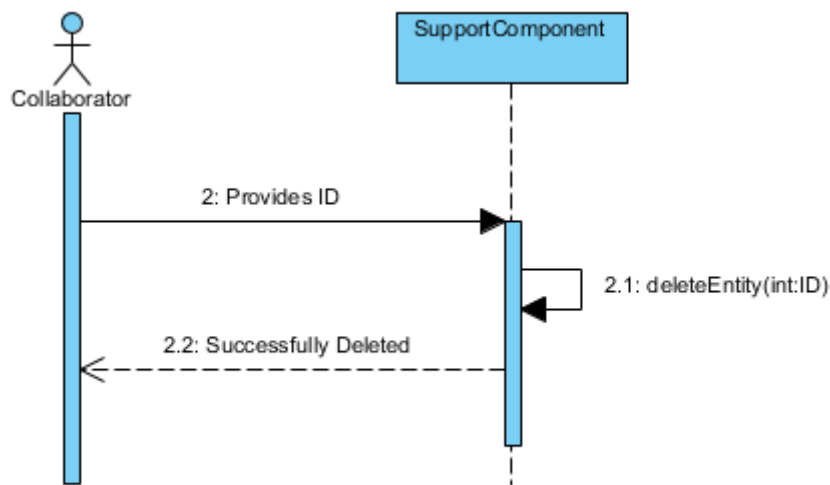 SupportComponent
Collaborator
2: Provides ID
2.1: deleteEntity(int:ID)
2.2: Successfully Deleted